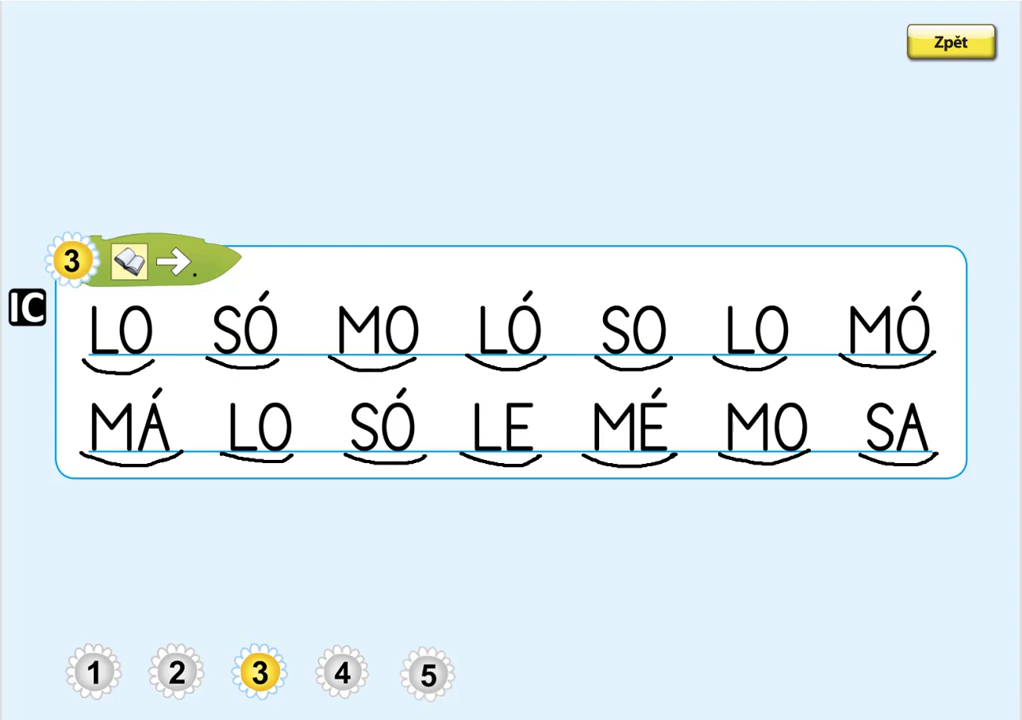 Zpět
3
IC
LO SÓ MO LÓ SO LO MÓ
MÁ LO SÓ LE MÉ MO SA
1 2 3 4 5